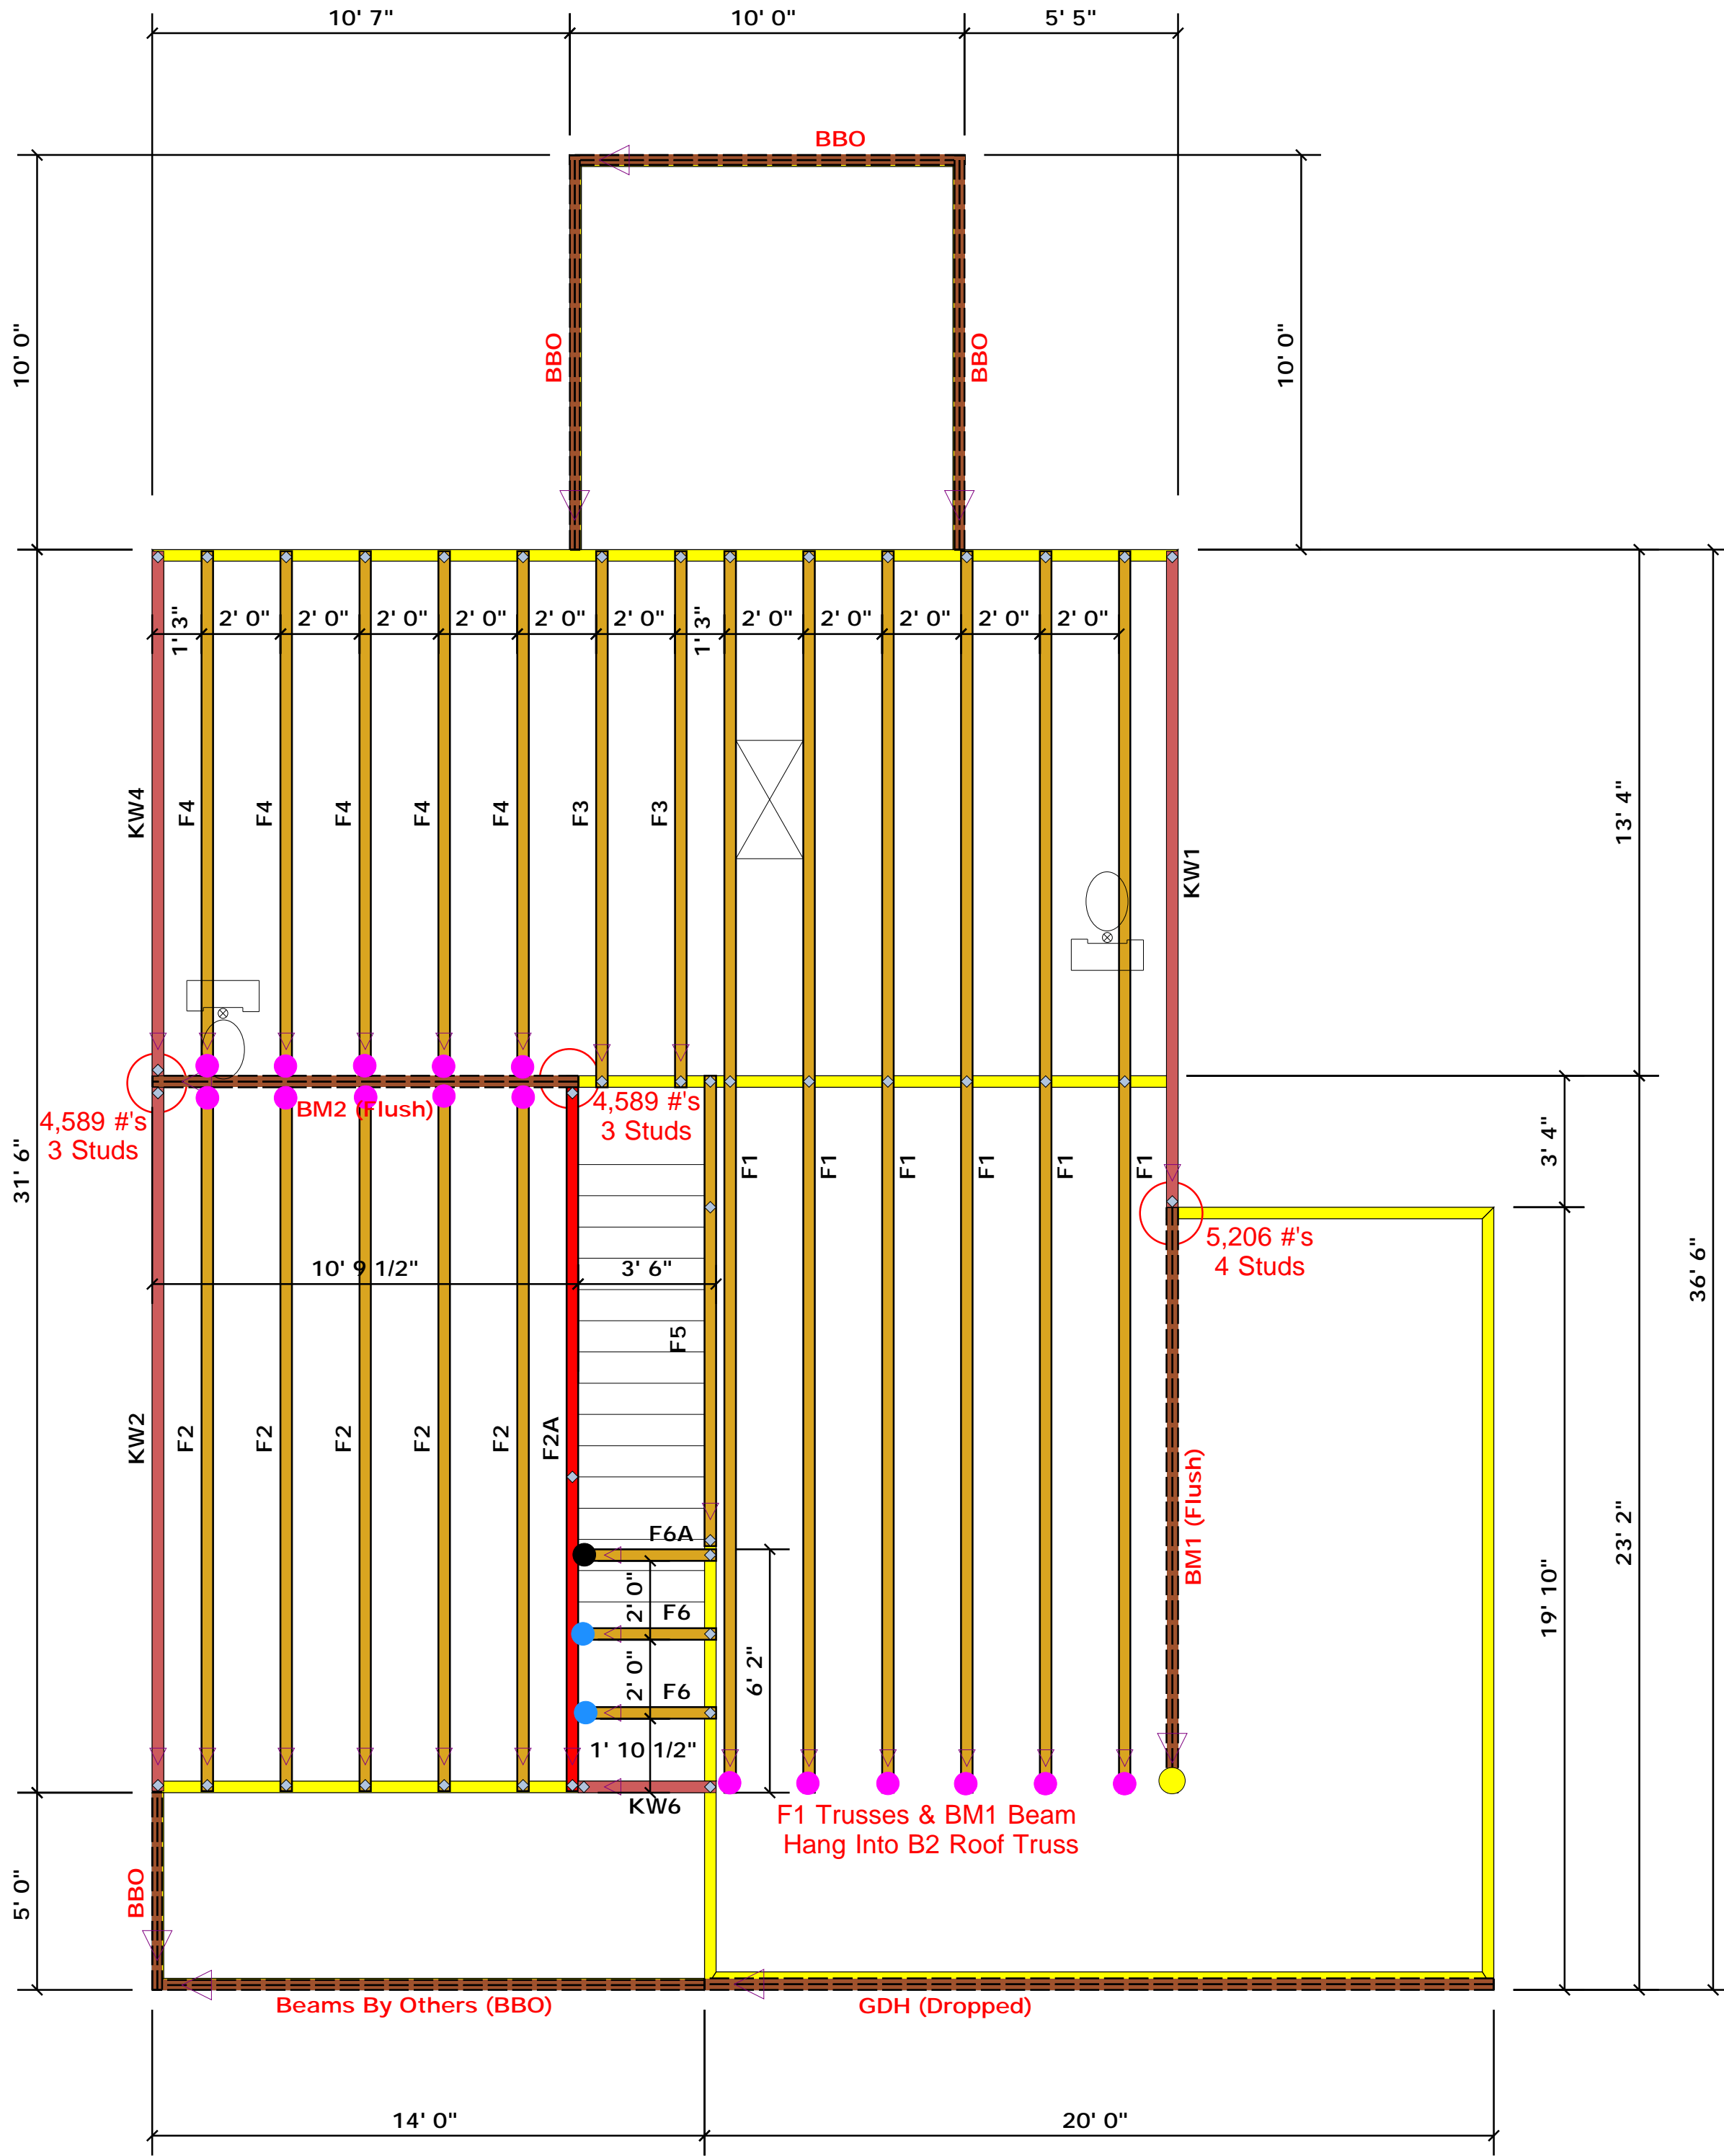 10' 7"
10' 0"
5' 5"
BBO
10' 0"
BBO
BBO
10' 0"
1' 3"
2' 0"
2' 0"
2' 0"
2' 0"
2' 0"
2' 0"
1' 3"
2' 0"
2' 0"
2' 0"
2' 0"
2' 0"
KW4
F4
F4
F4
F4
F4
F3
F3
KW1
13' 4"
BM2 (Flush)
4,589 #'s
3 Studs
4,589 #'s
3 Studs
31' 6"
F1
F1
F1
F1
F1
F1
3' 4"
5,206 #'s
4 Studs
36' 6"
10' 9 1/2"
3' 6"
F5
KW2
F2
F2
F2
F2
F2
F2A
BM1 (Flush)
F6A
2' 0"
F6
2' 0"
F6
6' 2"
1' 10 1/2"
KW6
19' 10"
23' 2"
F1 Trusses & BM1 Beam
Hang Into B2 Roof Truss
5' 0"
BBO
Beams By Others (BBO)
GDH (Dropped)
14' 0"
20' 0"